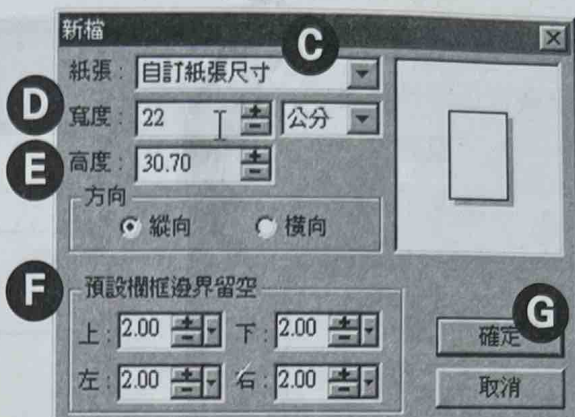 新檔
C
紙張：自訂紙張尺寸
D 寬度：22 公分
E 高度：30.70
方向
縱向 橫向
F 預設欄框邊界留空
上：2.00 下：2.00
左：2.00 右：2.00
G
確定
取消